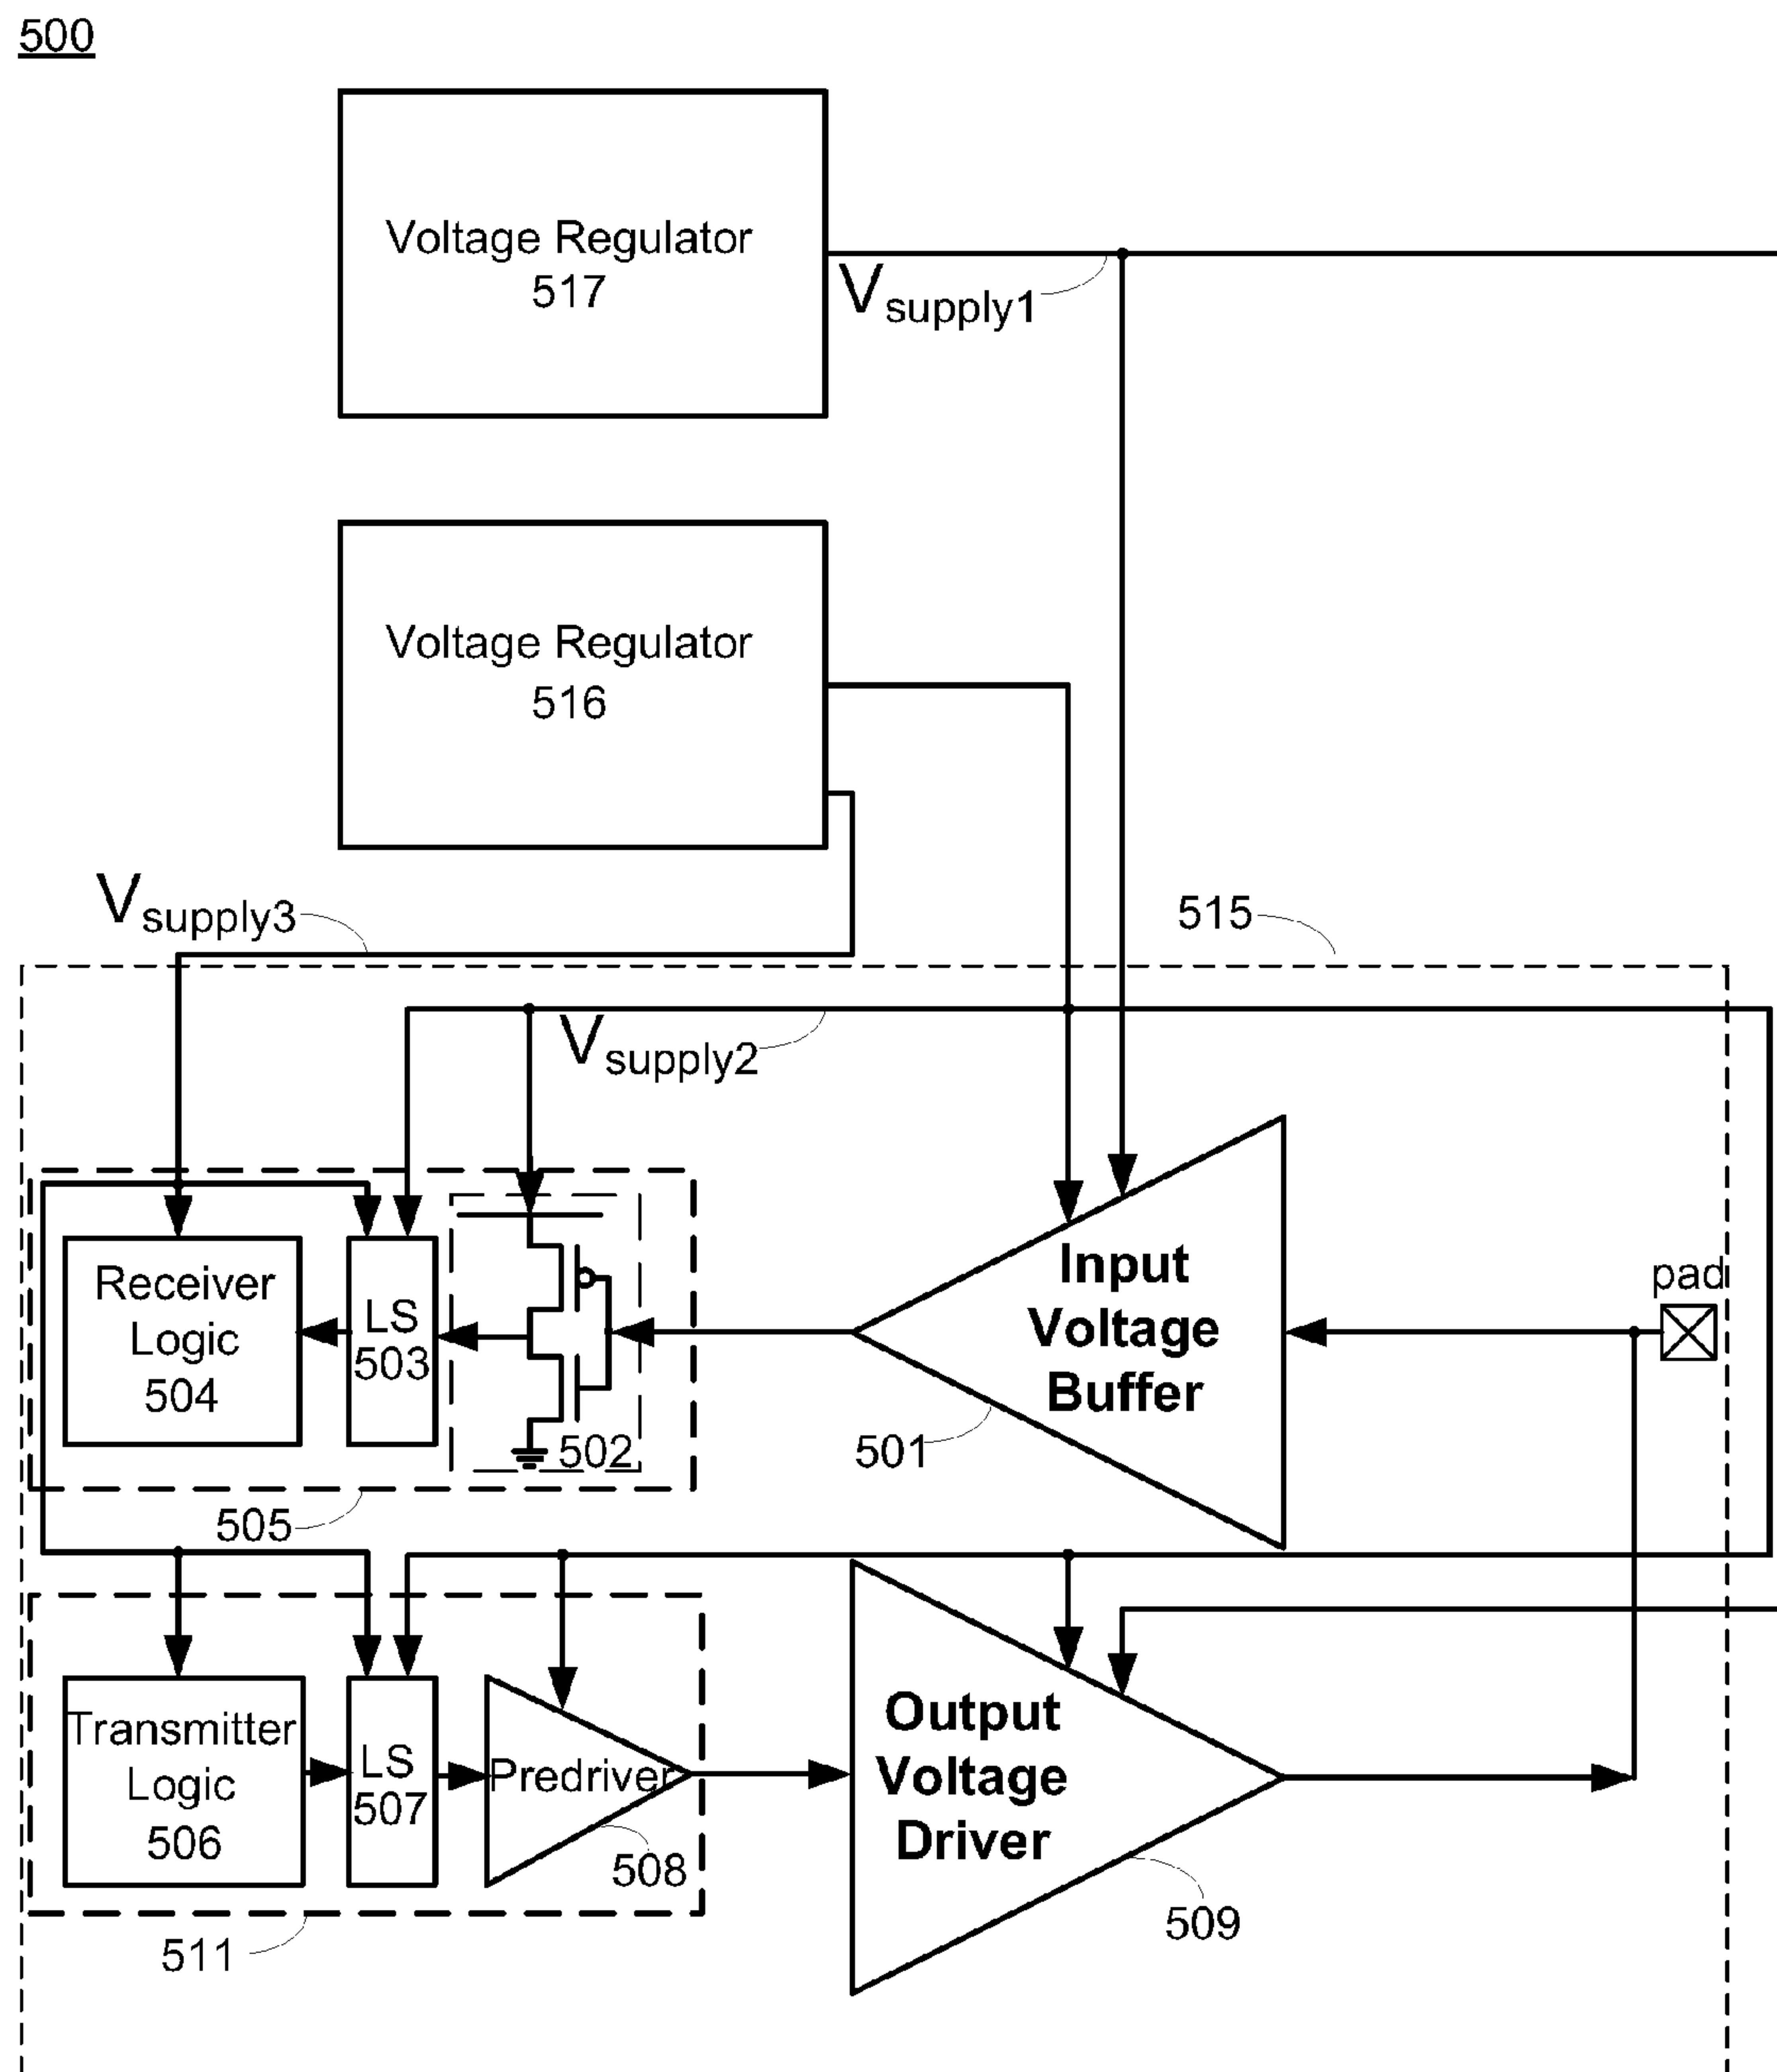 500
Voltage Regulator
517
Vsupply1
Voltage Regulator
516
Vsupply3
515
Vsupply2
Receiver
Logic
504
LS
503
502
Input
Voltage
Buffer
501
pad
505
Transmitter
Logic
506
LS
507
Predriver
508
Output
Voltage
Driver
509
511